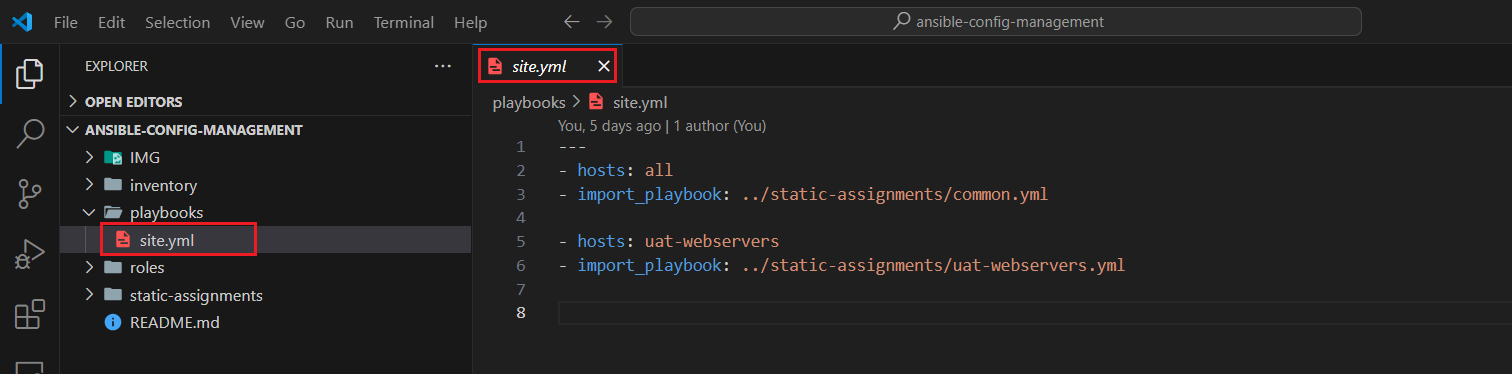 File Edit Selection View Go Run Terminal Help ansible-config-management
EXPLORER
OPEN EDITORS
ANSIBLE-CONFIG-MANAGEMENT
IMG
inventory
playbooks
site.yml
roles
static-assignments
README.md
site.yml
playbooks > site.yml
You, 5 days ago | 1 author (You)
1 ---
2 - hosts: all
3 - import_playbook: ../static-assignments/common.yml
4
5 - hosts: uat-webservers
6 - import_playbook: ../static-assignments/uat-webservers.yml
7
8